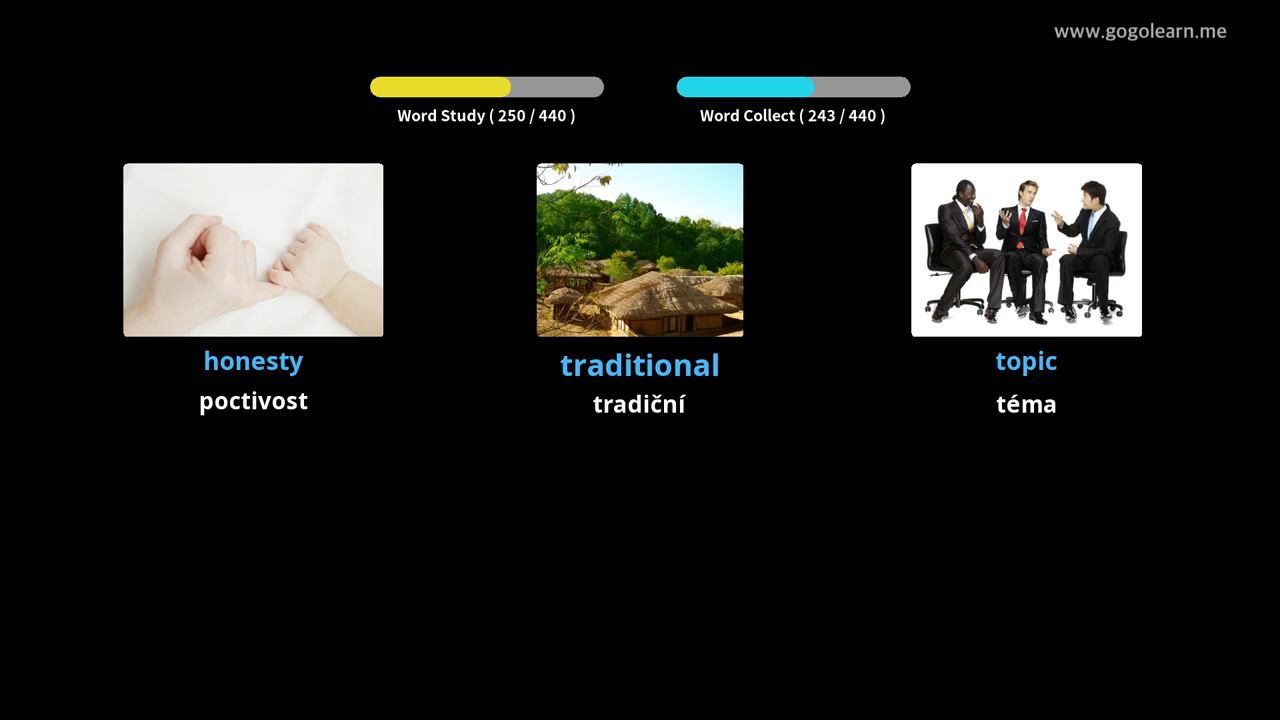 www.gogolearn.me
Word Study ( 250 / 440 )
Word Collect ( 243 / 440 )
honesty
poctivost
traditional
tradiční
topic
téma